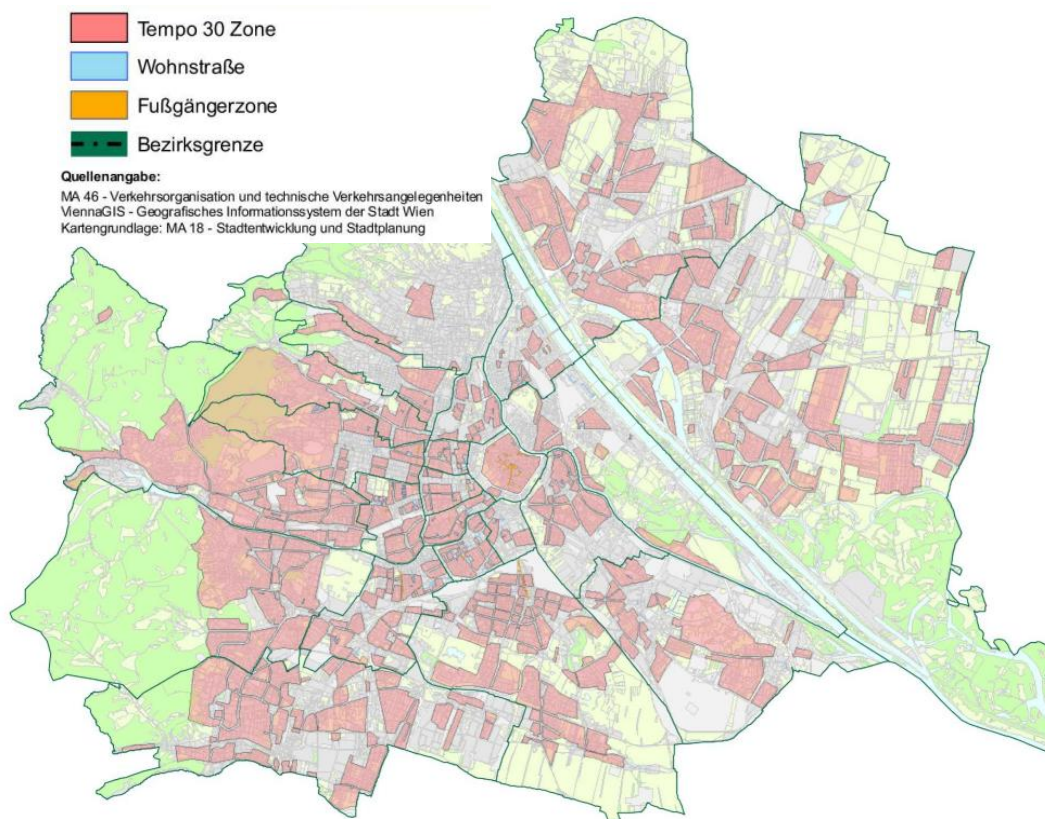 Tempo 30 Zone
Wohnstraße
Fußgängerzone
Bezirksgrenze
Quellenangabe:
MA 46 - Verkehrsorganisation und technische Verkehrsangelegenheiten
ViennaGIS - Geografisches Informationssystem der Stadt Wien
Kartengrundlage: MA 18 - Stadtentwicklung und Stadtplanung